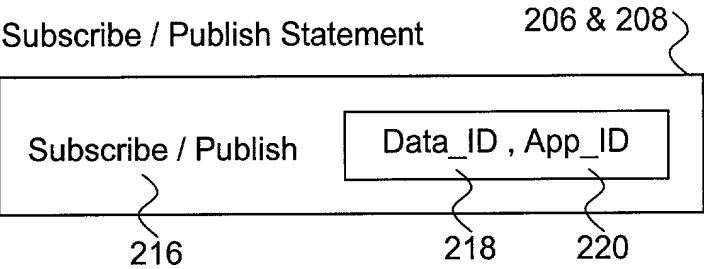 206 & 208
Subscribe / Publish Statement
Subscribe / Publish
Data_ID , App_ID
216
218
220